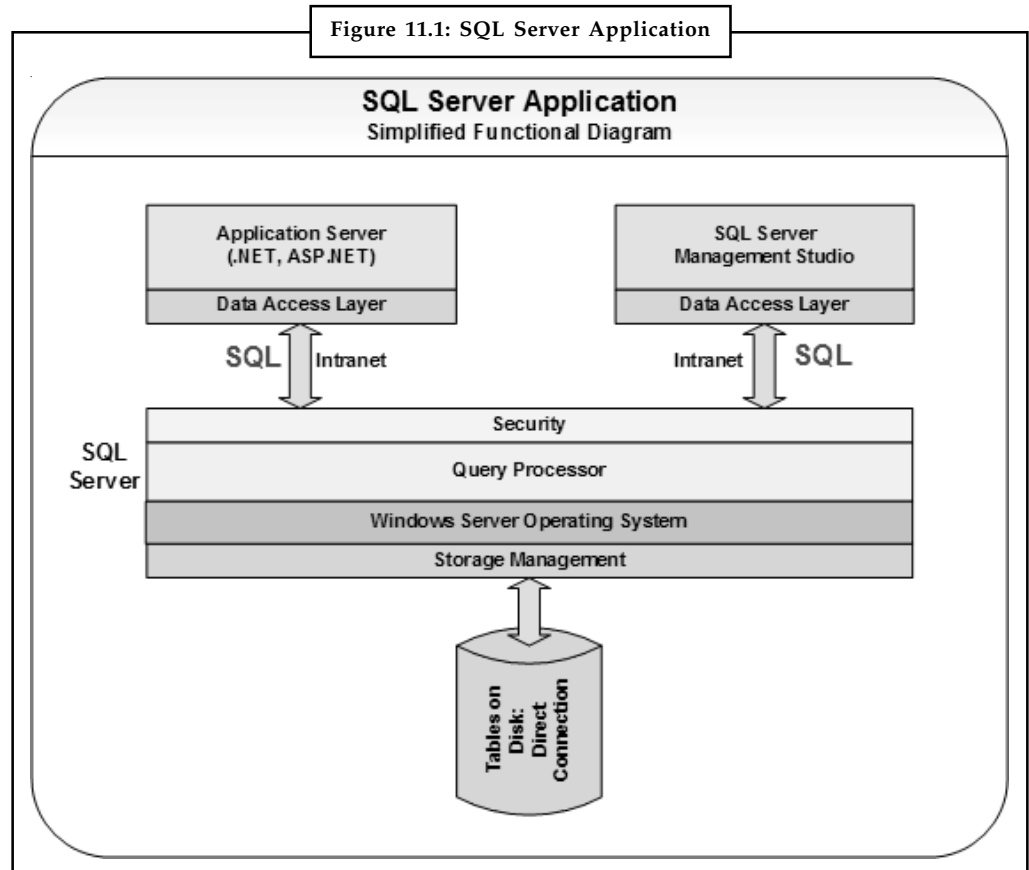 Figure 11.1: SQL Server Application
SQL Server Application
Simplified Functional Diagram
Application Server
(.NET, ASP.NET)
Data Access Layer
SQL Server
Management Studio
Data Access Layer
SQL
Intranet
Intranet
SQL
SQL
Server
Security
Query Processor
Windows Server Operating System
Storage Management
Tables on
Disk:
Direct
Connection